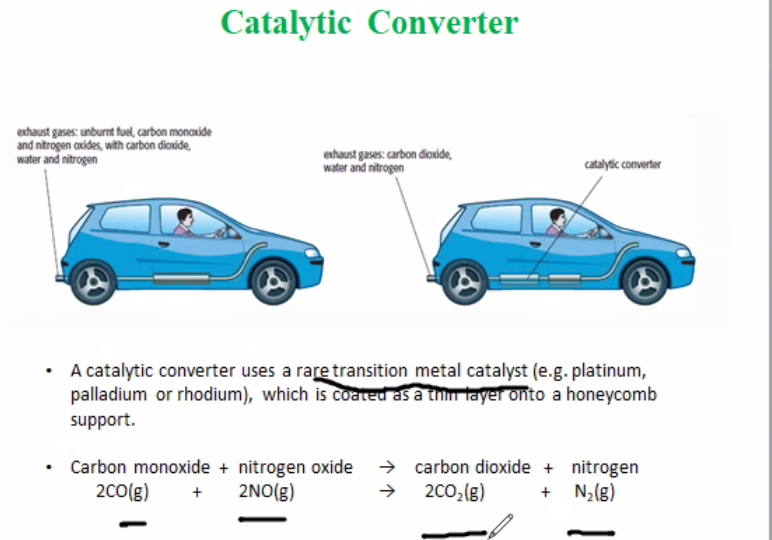 Catalytic Converter
exhaust gases: unburnt fuel, carbon monoxide
and nitrogen oxides, with carbon dioxide,
water and nitrogen
exhaust gases: carbon dioxide,
water and nitrogen
catalytic converter
• A catalytic converter uses a rare transition metal catalyst (e.g. platinum,
palladium or rhodium), which is coated as a thin layer onto a honeycomb
support.
• Carbon monoxide + nitrogen oxide → carbon dioxide + nitrogen
2CO(g) + 2NO(g) → 2CO₂(g) + N₂(g)